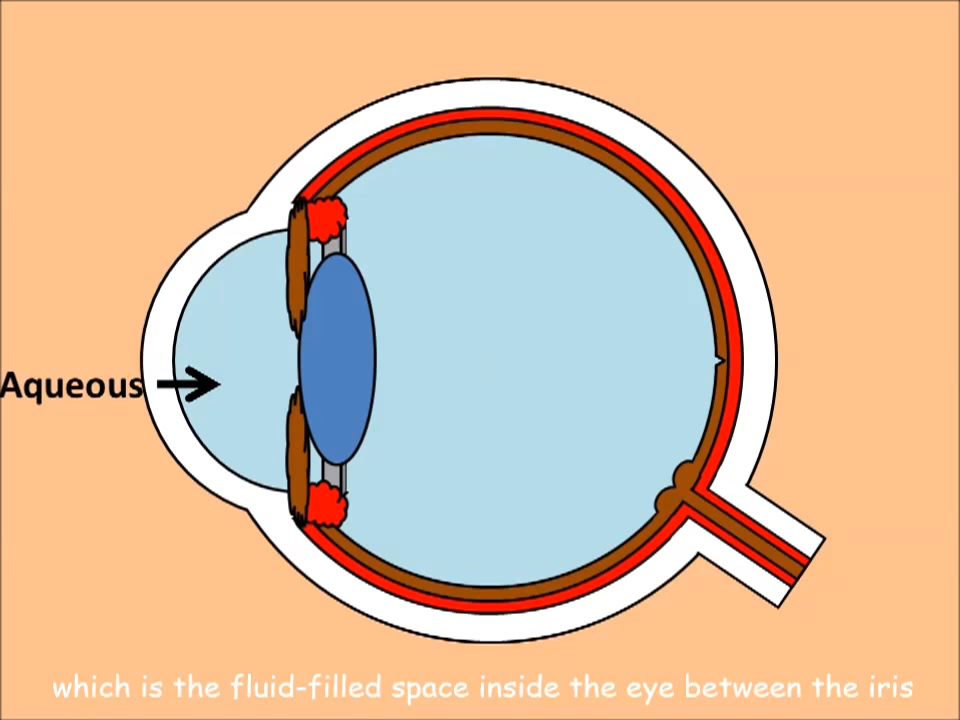 Aqueous
which is the fluid-filled space inside the eye between the iris